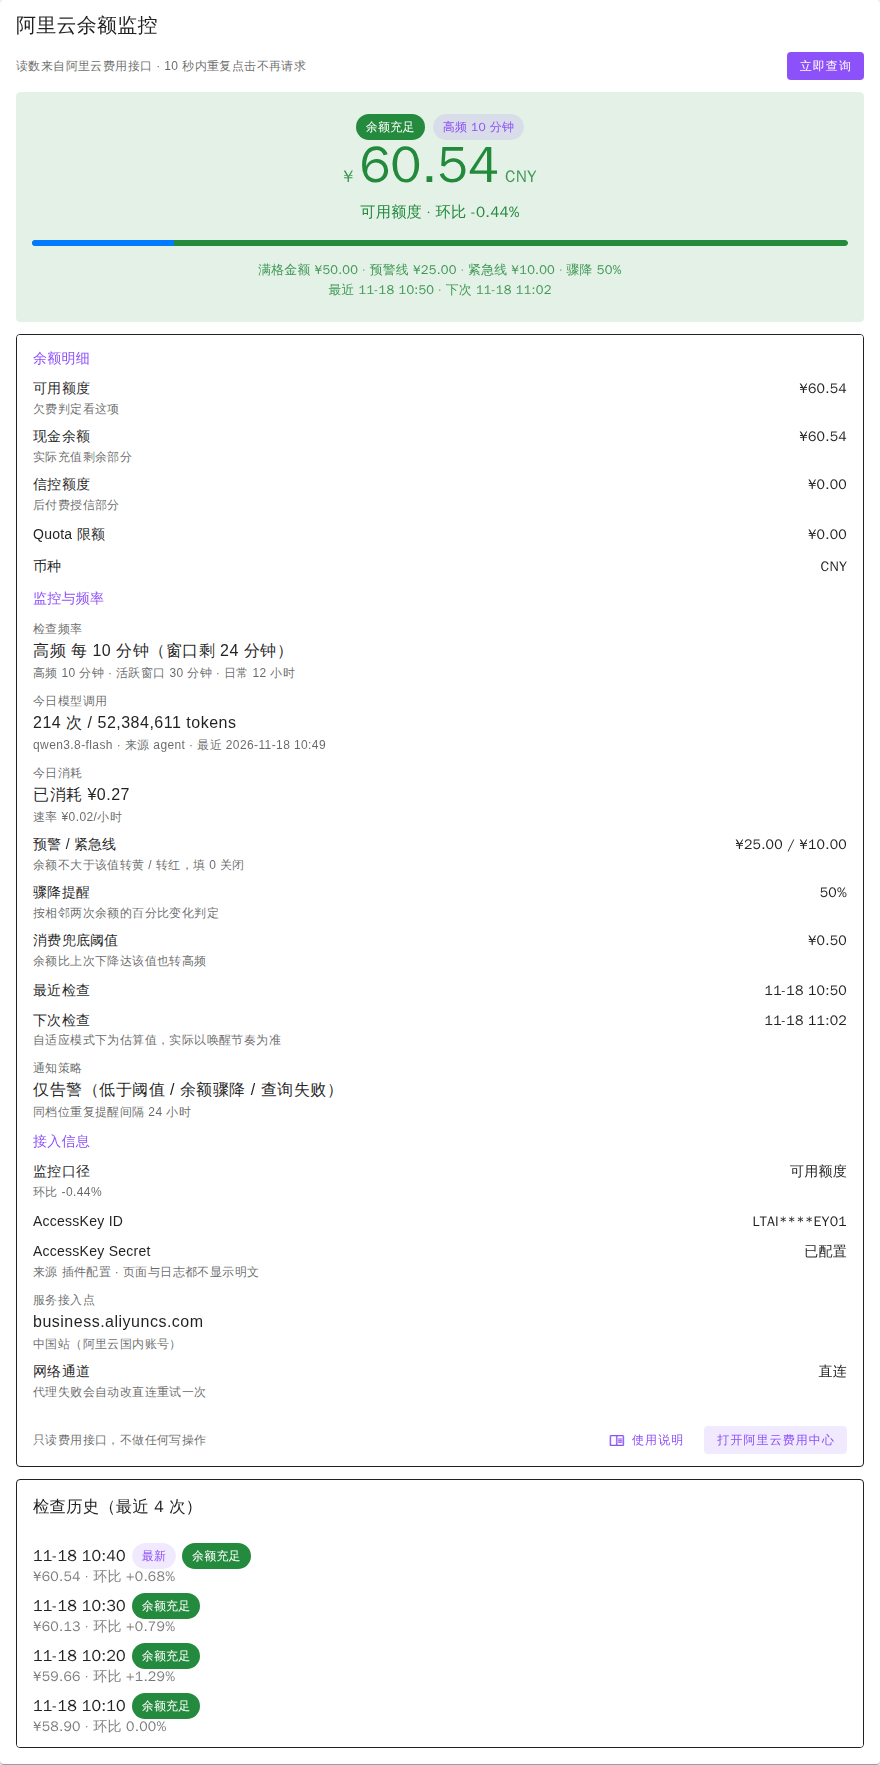 阿里云余额监控
读数来自阿里云费用接口 · 10 秒内重复点击不再请求
立即查询
余额充足
高频 10 分钟
¥ 60.54 CNY
可用额度 · 环比 -0.44%
满格金额 ¥50.00 · 预警线 ¥25.00 · 紧急线 ¥10.00 · 骤降 50%
最近 11-18 10:50 · 下次 11-18 11:02
余额明细
可用额度
¥60.54
欠费判定看这项
现金余额
¥60.54
实际充值剩余部分
信控额度
¥0.00
后付费授信部分
Quota 限额
¥0.00
币种
CNY
监控与频率
检查频率
高频 每 10 分钟（窗口剩 24 分钟）
高频 10 分钟 · 活跃窗口 30 分钟 · 日常 12 小时
今日模型调用
214 次 / 52,384,611 tokens
qwen3.8-flash · 来源 agent · 最近 2026-11-18 10:49
今日消耗
已消耗 ¥0.27
速率 ¥0.02/小时
预警 / 紧急线
¥25.00 / ¥10.00
余额不大于该值转黄 / 转红，填 0 关闭
骤降提醒
50%
按相邻两次余额的百分比变化判定
消费兜底阈值
¥0.50
余额比上次下降达该值也转高频
最近检查
11-18 10:50
下次检查
11-18 11:02
自适应模式下为估算值，实际以唤醒节奏为准
通知策略
仅告警（低于阈值 / 余额骤降 / 查询失败）
同档位重复提醒间隔 24 小时
接入信息
监控口径
可用额度
环比 -0.44%
AccessKey ID
LTAI****EY01
AccessKey Secret
已配置
来源 插件配置 · 页面与日志都不显示明文
服务接入点
business.aliyuncs.com
中国站（阿里云国内账号）
网络通道
直连
代理失败会自动改直连重试一次
只读费用接口，不做任何写操作
使用说明
打开阿里云费用中心
检查历史（最近 4 次）
11-18 10:40 最新 余额充足
¥60.54 · 环比 +0.68%
11-18 10:30 余额充足
¥60.13 · 环比 +0.79%
11-18 10:20 余额充足
¥59.66 · 环比 +1.29%
11-18 10:10 余额充足
¥58.90 · 环比 0.00%